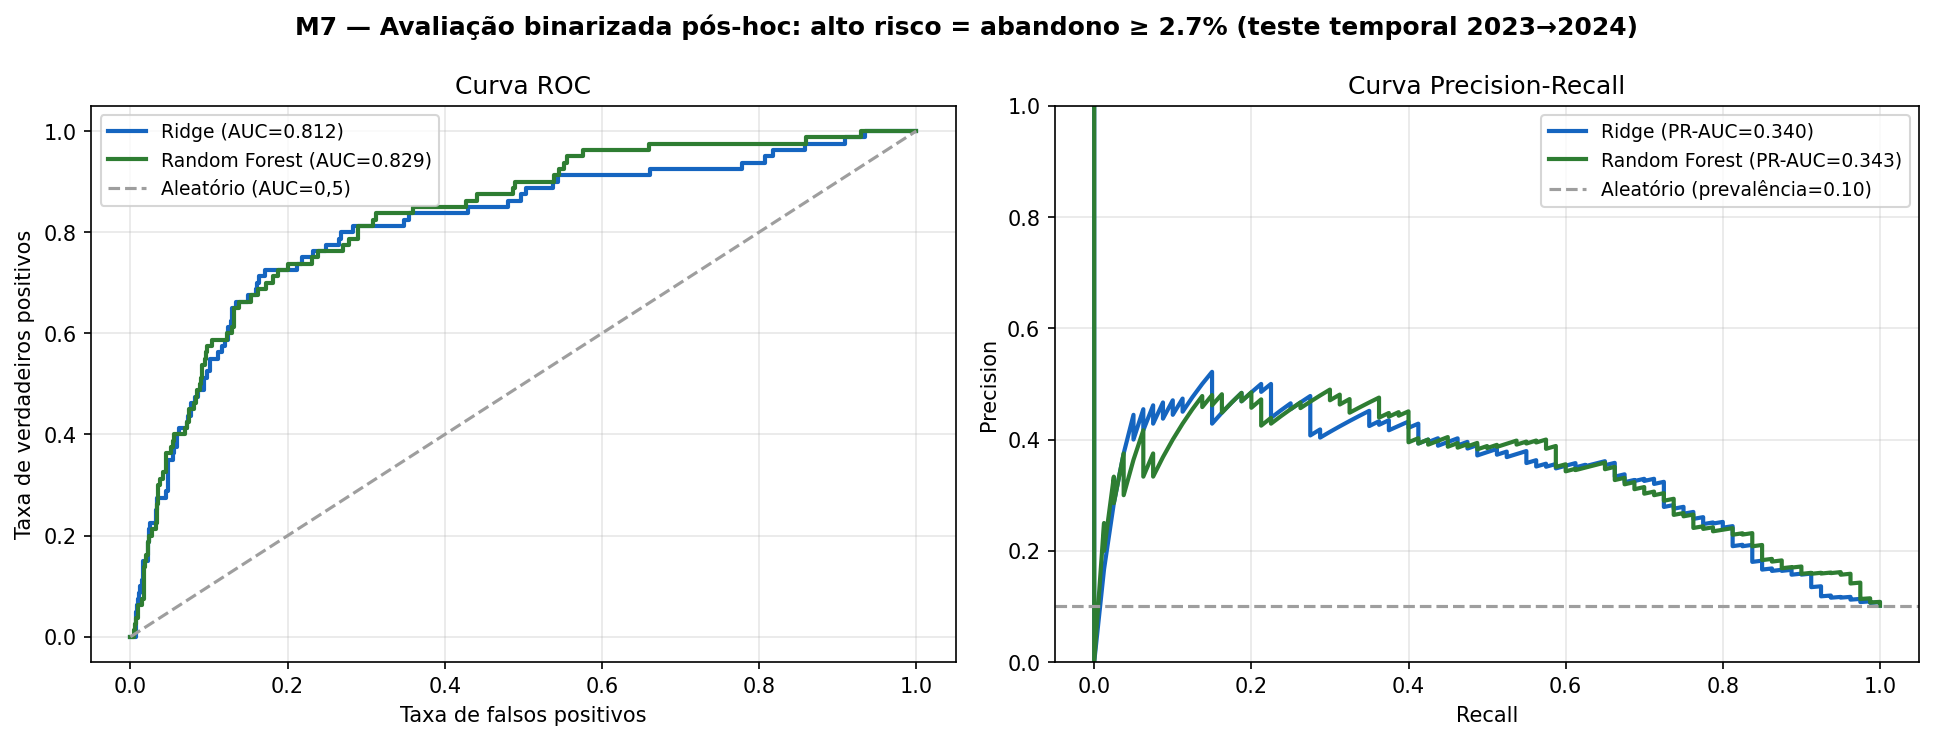 M7 — Avaliação binarizada pós-hoc: alto risco = abandono ≥ 2.7% (teste temporal 2023→2024)
Curva ROC
Ridge (AUC=0.812)
Random Forest (AUC=0.829)
Aleatório (AUC=0,5)
Taxa de verdadeiros positivos
1.0
0.8
0.6
0.4
0.2
0.0
0.0 0.2 0.4 0.6 0.8 1.0
Taxa de falsos positivos
Curva Precision-Recall
Ridge (PR-AUC=0.340)
Random Forest (PR-AUC=0.343)
Aleatório (prevalência=0.10)
Precision
1.0
0.8
0.6
0.4
0.2
0.0
0.0 0.2 0.4 0.6 0.8 1.0
Recall